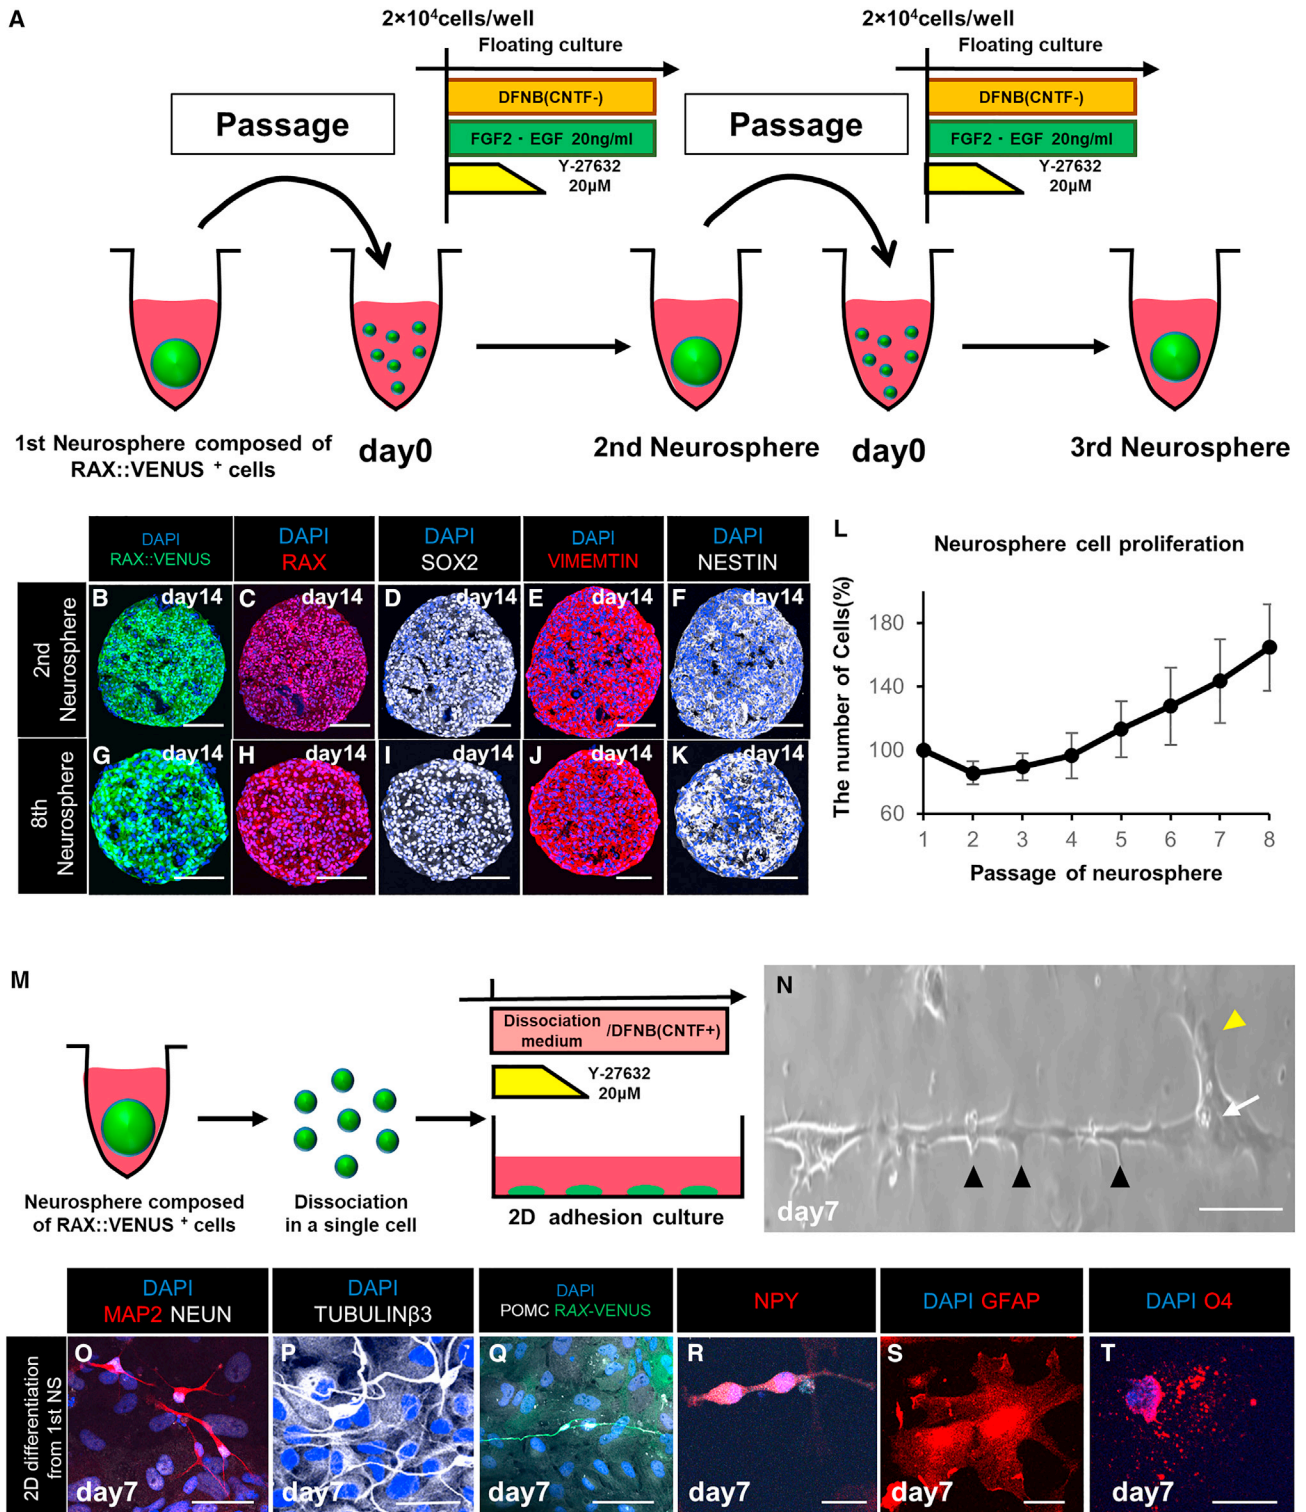 A
2×10⁴cells/well
2×10⁴cells/well
Floating culture
Floating culture
DFNB(CNTF-)
DFNB(CNTF-)
Passage
Passage
FGF2・EGF 20ng/ml
FGF2・EGF 20ng/ml
Y-27632
20μM
Y-27632
20μM
1st Neurosphere composed of
RAX::VENUS ⁺ cells
day0
2nd Neurosphere
day0
3rd Neurosphere
DAPI
RAX::VENUS
DAPI
RAX
DAPI
SOX2
DAPI
VIMEMTIN
DAPI
NESTIN
2nd
Neurosphere
B day14
C day14
D day14
E day14
F day14
8th
Neurosphere
G day14
H day14
I day14
J day14
K day14
L
Neurosphere cell proliferation
The number of Cells(%)
180
140
100
60
1 2 3 4 5 6 7 8
Passage of neurosphere
M
Dissociation
medium
/DFNB(CNTF+)
Y-27632
20μM
Neurosphere composed
of RAX::VENUS ⁺ cells
Dissociation
in a single cell
2D adhesion culture
N
day7
DAPI
MAP2 NEUN
DAPI
TUBULINβ3
DAPI
POMC RAX-VENUS
NPY
DAPI GFAP
DAPI O4
2D differentiation
from 1st NS
O
day7
P
day7
Q
day7
R
day7
S
day7
T
day7